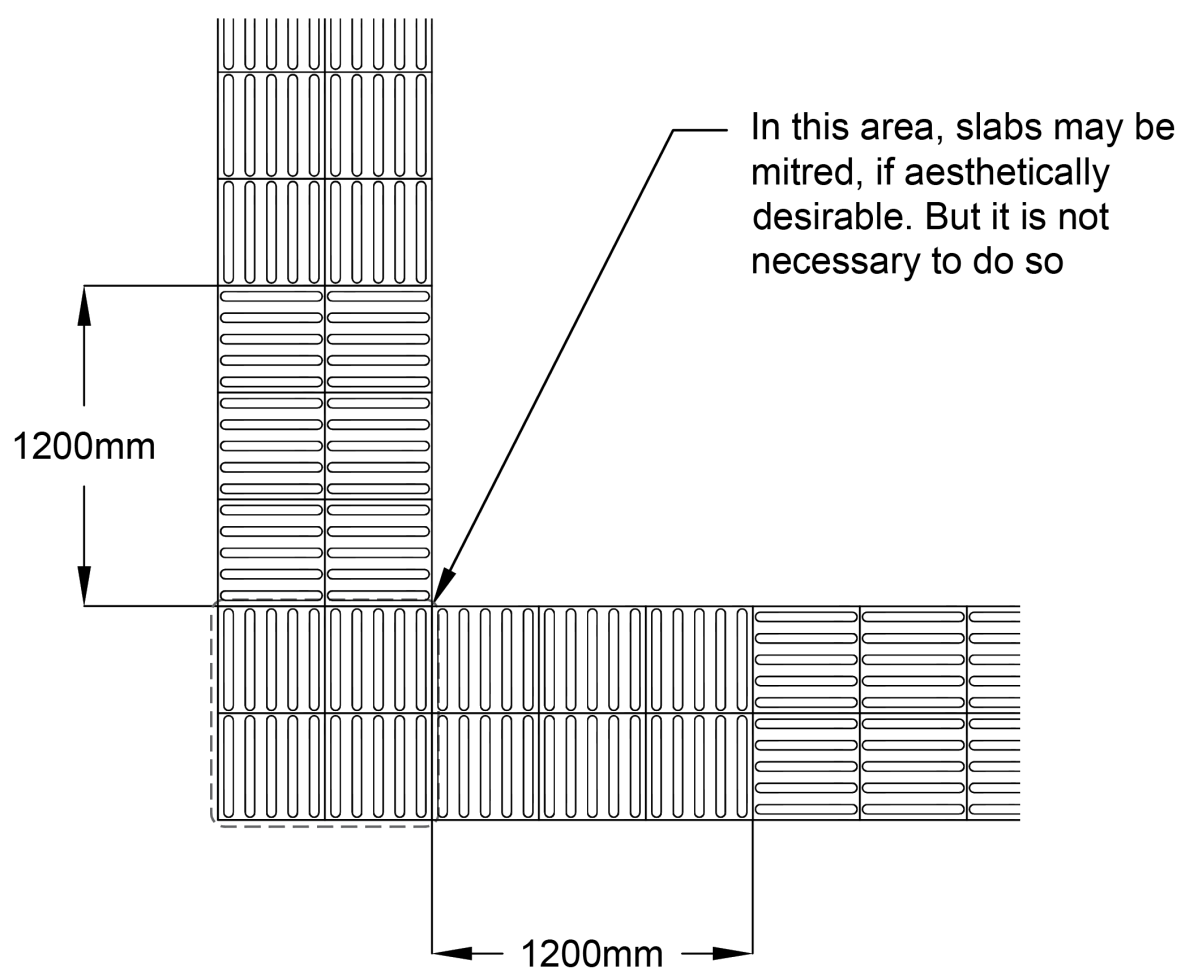 In this area, slabs may be
mitred, if aesthetically
desirable. But it is not
necessary to do so
1200mm
1200mm